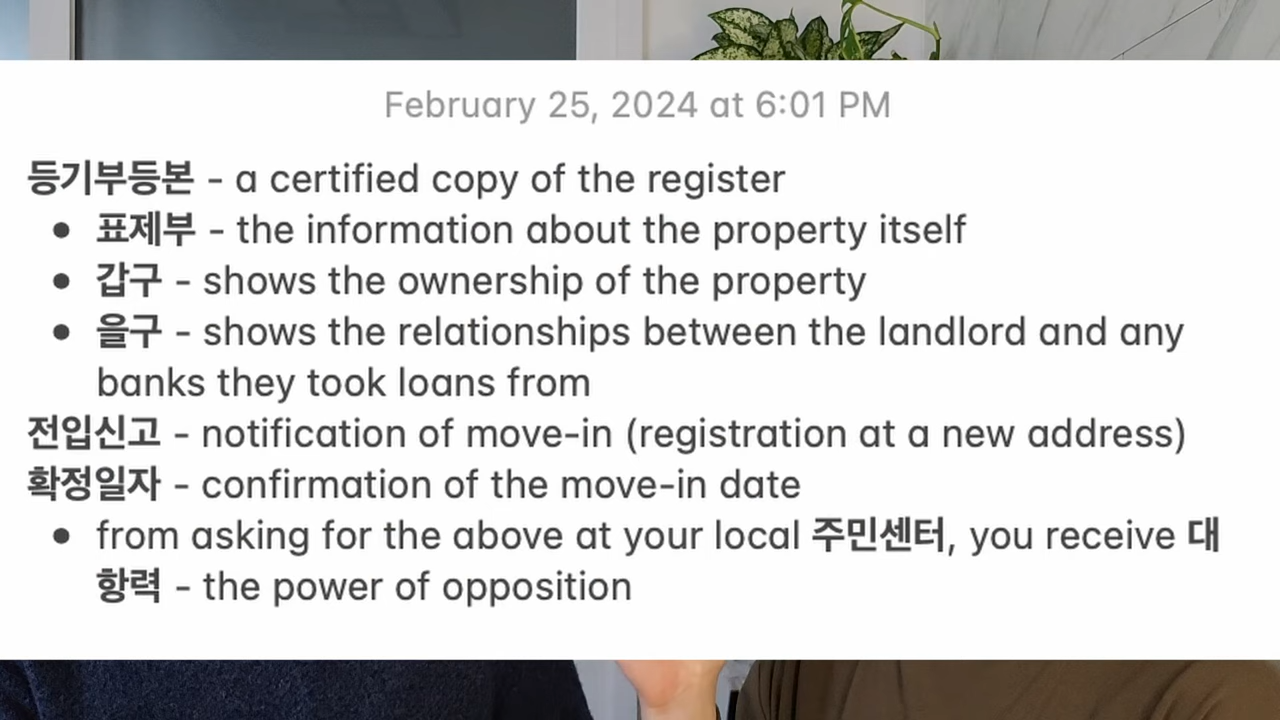 February 25, 2024 at 6:01 PM
등기부등본 - a certified copy of the register
• 표제부 - the information about the property itself
• 갑구 - shows the ownership of the property
• 을구 - shows the relationships between the landlord and any
banks they took loans from
전입신고 - notification of move-in (registration at a new address)
확정일자 - confirmation of the move-in date
• from asking for the above at your local 주민센터, you receive 대
항력 - the power of opposition